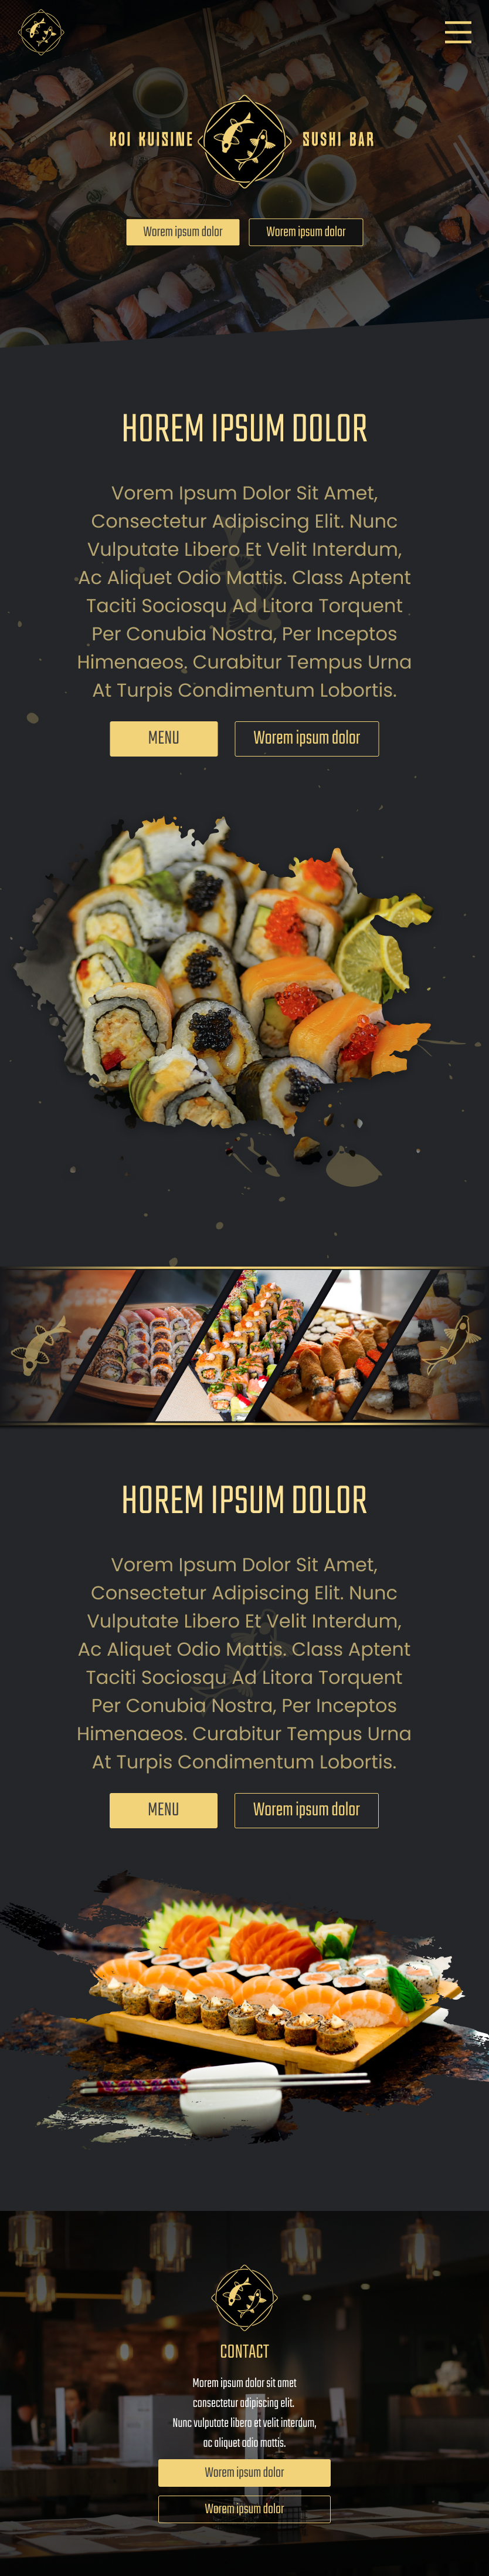 KOI KUISINE SUSHI BAR
Worem ipsum dolor Worem ipsum dolor
HOREM IPSUM DOLOR
Vorem Ipsum Dolor Sit Amet,
Consectetur Adipiscing Elit. Nunc
Vulputate Libero Et Velit Interdum,
Ac Aliquet Odio Mattis. Class Aptent
Taciti Sociosqu Ad Litora Torquent
Per Conubia Nostra, Per Inceptos
Himenaeos. Curabitur Tempus Urna
At Turpis Condimentum Lobortis.
MENU Worem ipsum dolor
HOREM IPSUM DOLOR
Vorem Ipsum Dolor Sit Amet,
Consectetur Adipiscing Elit. Nunc
Vulputate Libero Et Velit Interdum,
Ac Aliquet Odio Mattis. Class Aptent
Taciti Sociosqu Ad Litora Torquent
Per Conubia Nostra, Per Inceptos
Himenaeos. Curabitur Tempus Urna
At Turpis Condimentum Lobortis.
MENU Worem ipsum dolor
CONTACT
Morem ipsum dolor sit amet
consectetur adipiscing elit.
Nunc vulputate libero et velit interdum,
ac aliquet odio mattis.
Worem ipsum dolor
Worem ipsum dolor